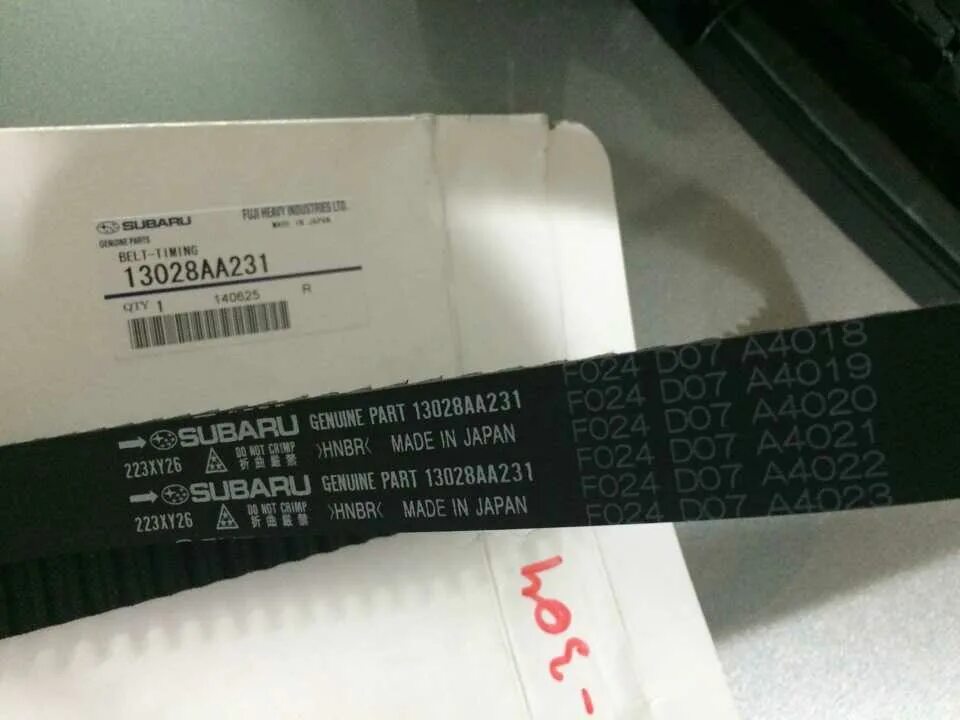 SUBARU
FUJI HEAVY INDUSTRIES LTD.
MADE IN JAPAN
GENUINE PARTS
BELT-TIMING
13028AA231
QTY 1 140625 R
SUBARU GENUINE PART 13028AA231
223XY26 DO NOT CRIMP 折曲厳禁 >HNBR< MADE IN JAPAN
SUBARU GENUINE PART 13028AA231
223XY26 DO NOT CRIMP 折曲厳禁 >HNBR< MADE IN JAPAN
F024 D07 A4018
F024 D07 A4019
F024 D07 A4020
F024 D07 A4021
F024 D07 A4022
F024 D07 A4023
-304